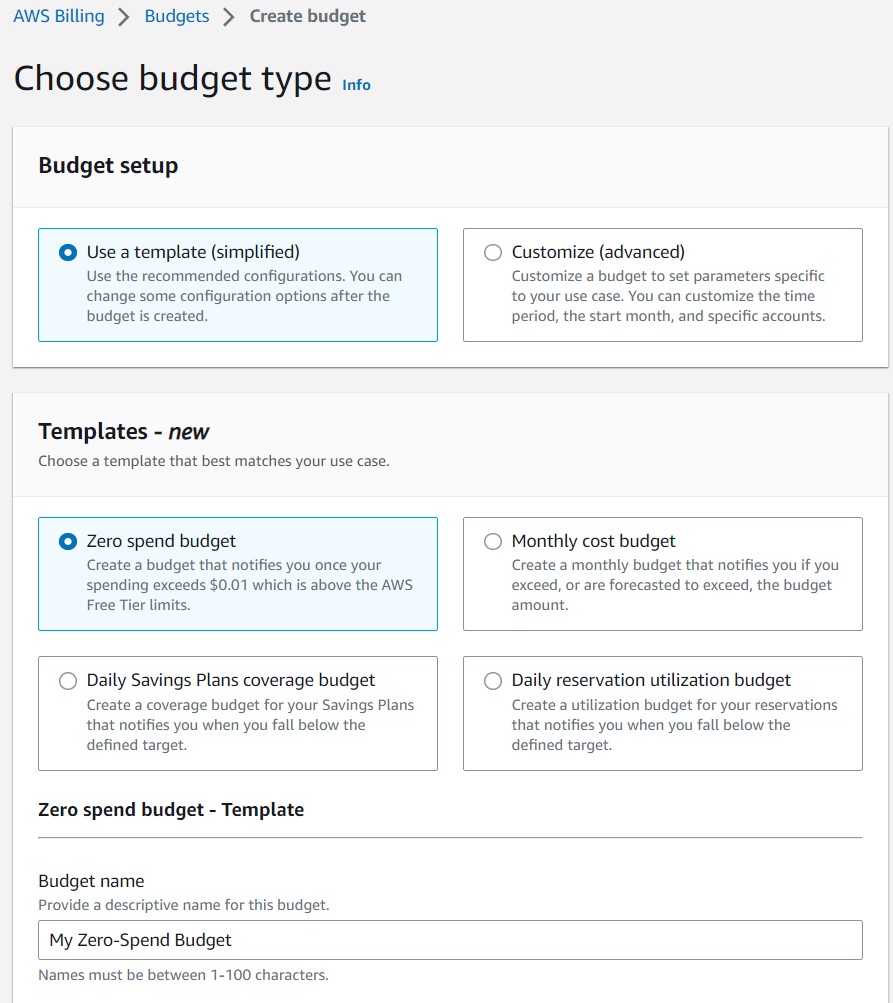 AWS Billing > Budgets > Create budget
Choose budget type Info
Budget setup
Use a template (simplified)
Use the recommended configurations. You can
change some configuration options after the
budget is created.
Customize (advanced)
Customize a budget to set parameters specific
to your use case. You can customize the time
period, the start month, and specific accounts.
Templates - new
Choose a template that best matches your use case.
Zero spend budget
Create a budget that notifies you once your
spending exceeds $0.01 which is above the AWS
Free Tier limits.
Monthly cost budget
Create a monthly budget that notifies you if you
exceed, or are forecasted to exceed, the budget
amount.
Daily Savings Plans coverage budget
Create a coverage budget for your Savings Plans
that notifies you when you fall below the
defined target.
Daily reservation utilization budget
Create a utilization budget for your reservations
that notifies you when you fall below the
defined target.
Zero spend budget - Template
Budget name
Provide a descriptive name for this budget.
My Zero-Spend Budget
Names must be between 1-100 characters.